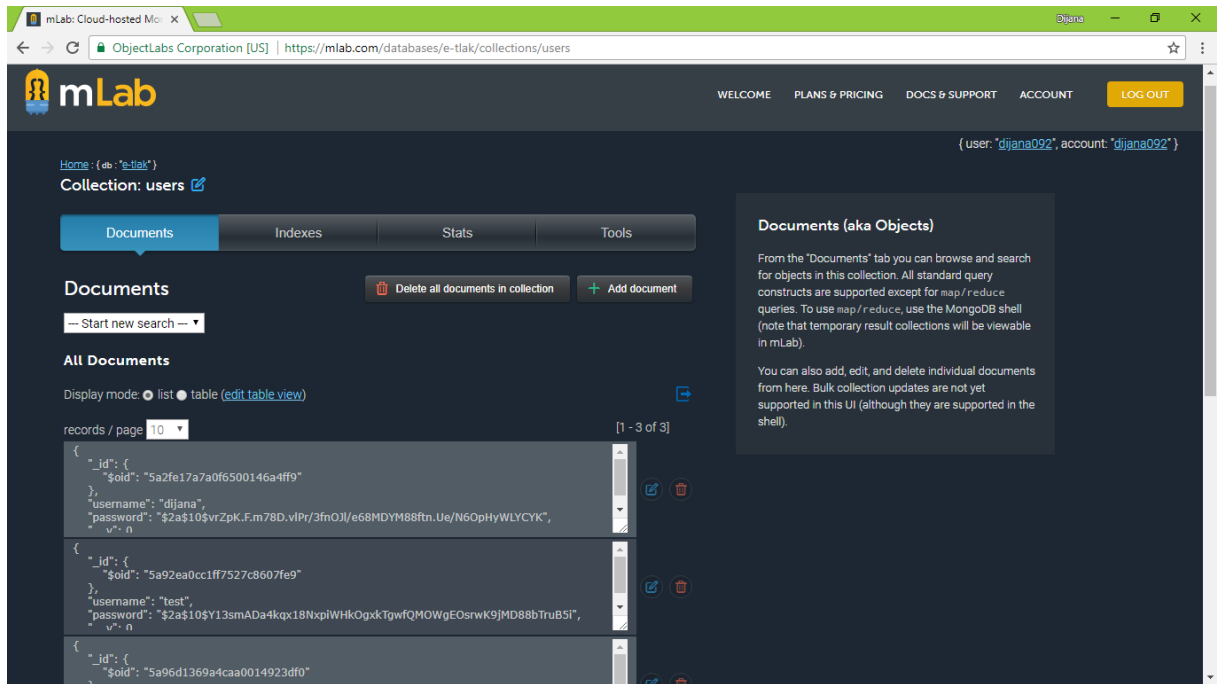 mLab: Cloud-hosted Mo
Dijana
ObjectLabs Corporation [US] | https://mlab.com/databases/e-tlak/collections/users
mLab
WELCOME PLANS & PRICING DOCS & SUPPORT ACCOUNT LOG OUT
{ user: "dijana092", account: "dijana092" }
Home : { db : "e-tlak" }
Collection: users
Documents Indexes Stats Tools
Documents
Delete all documents in collection
Add document
--- Start new search ---
All Documents
Display mode: list table (edit table view)
records / page 10
[1 - 3 of 3]
{
"_id": {
"$oid": "5a2fe17a7a0f6500146a4ff9"
},
"username": "dijana",
"password": "$2a$10$vrZpK.F.m78D.vlPr/3fnOJl/e68MDYM88ftn.Ue/N6OpHyWLYCYK",
"__v": 0
{
"_id": {
"$oid": "5a92ea0cc1ff7527c8607fe9"
},
"username": "test",
"password": "$2a$10$Y13smADa4kqx18NxpiWHkOgxkTgwfQMOWgEOsrwK9jMD88bTruB5i",
"__v": 0
{
"_id": {
"$oid": "5a96d1369a4caa0014923df0"
Documents (aka Objects)
From the "Documents" tab you can browse and search
for objects in this collection. All standard query
constructs are supported except for map/reduce
queries. To use map/reduce, use the MongoDB shell
(note that temporary result collections will be viewable
in mLab).
You can also add, edit, and delete individual documents
from here. Bulk collection updates are not yet
supported in this UI (although they are supported in the
shell).